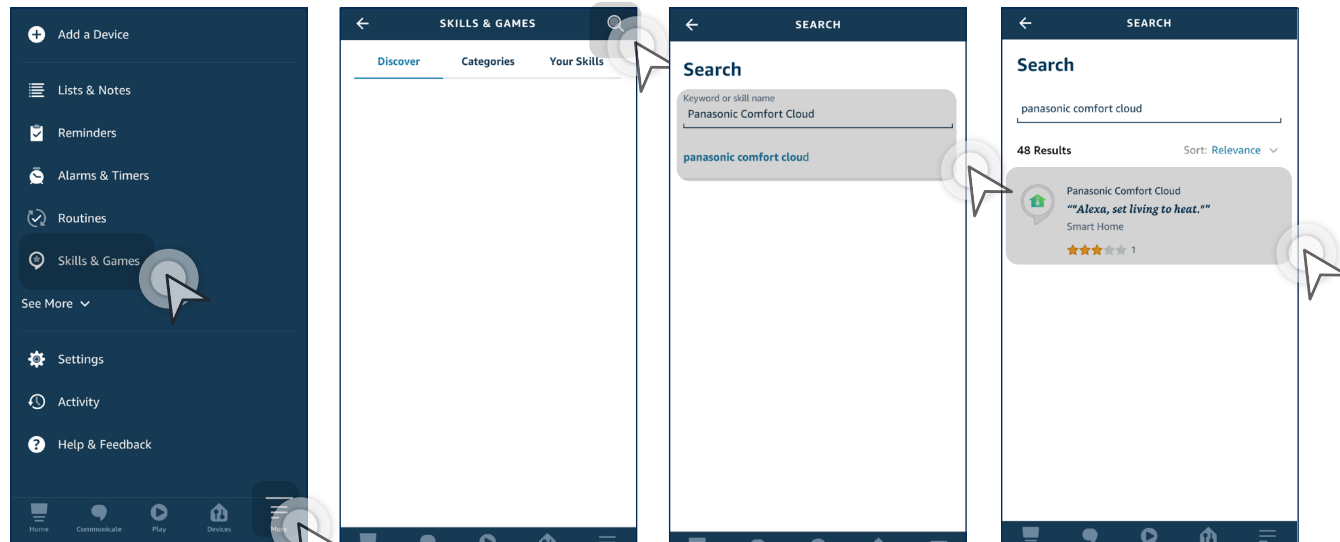 Add a Device
Lists & Notes
Reminders
Alarms & Timers
Routines
Skills & Games
See More
Settings
Activity
Help & Feedback
Home Communicate Play Devices More
SKILLS & GAMES
Discover Categories Your Skills
SEARCH
Search
Keyword or skill name
Panasonic Comfort Cloud
panasonic comfort cloud
SEARCH
Search
panasonic comfort cloud
48 Results Sort: Relevance
Panasonic Comfort Cloud
““Alexa, set living to heat.””
Smart Home
1